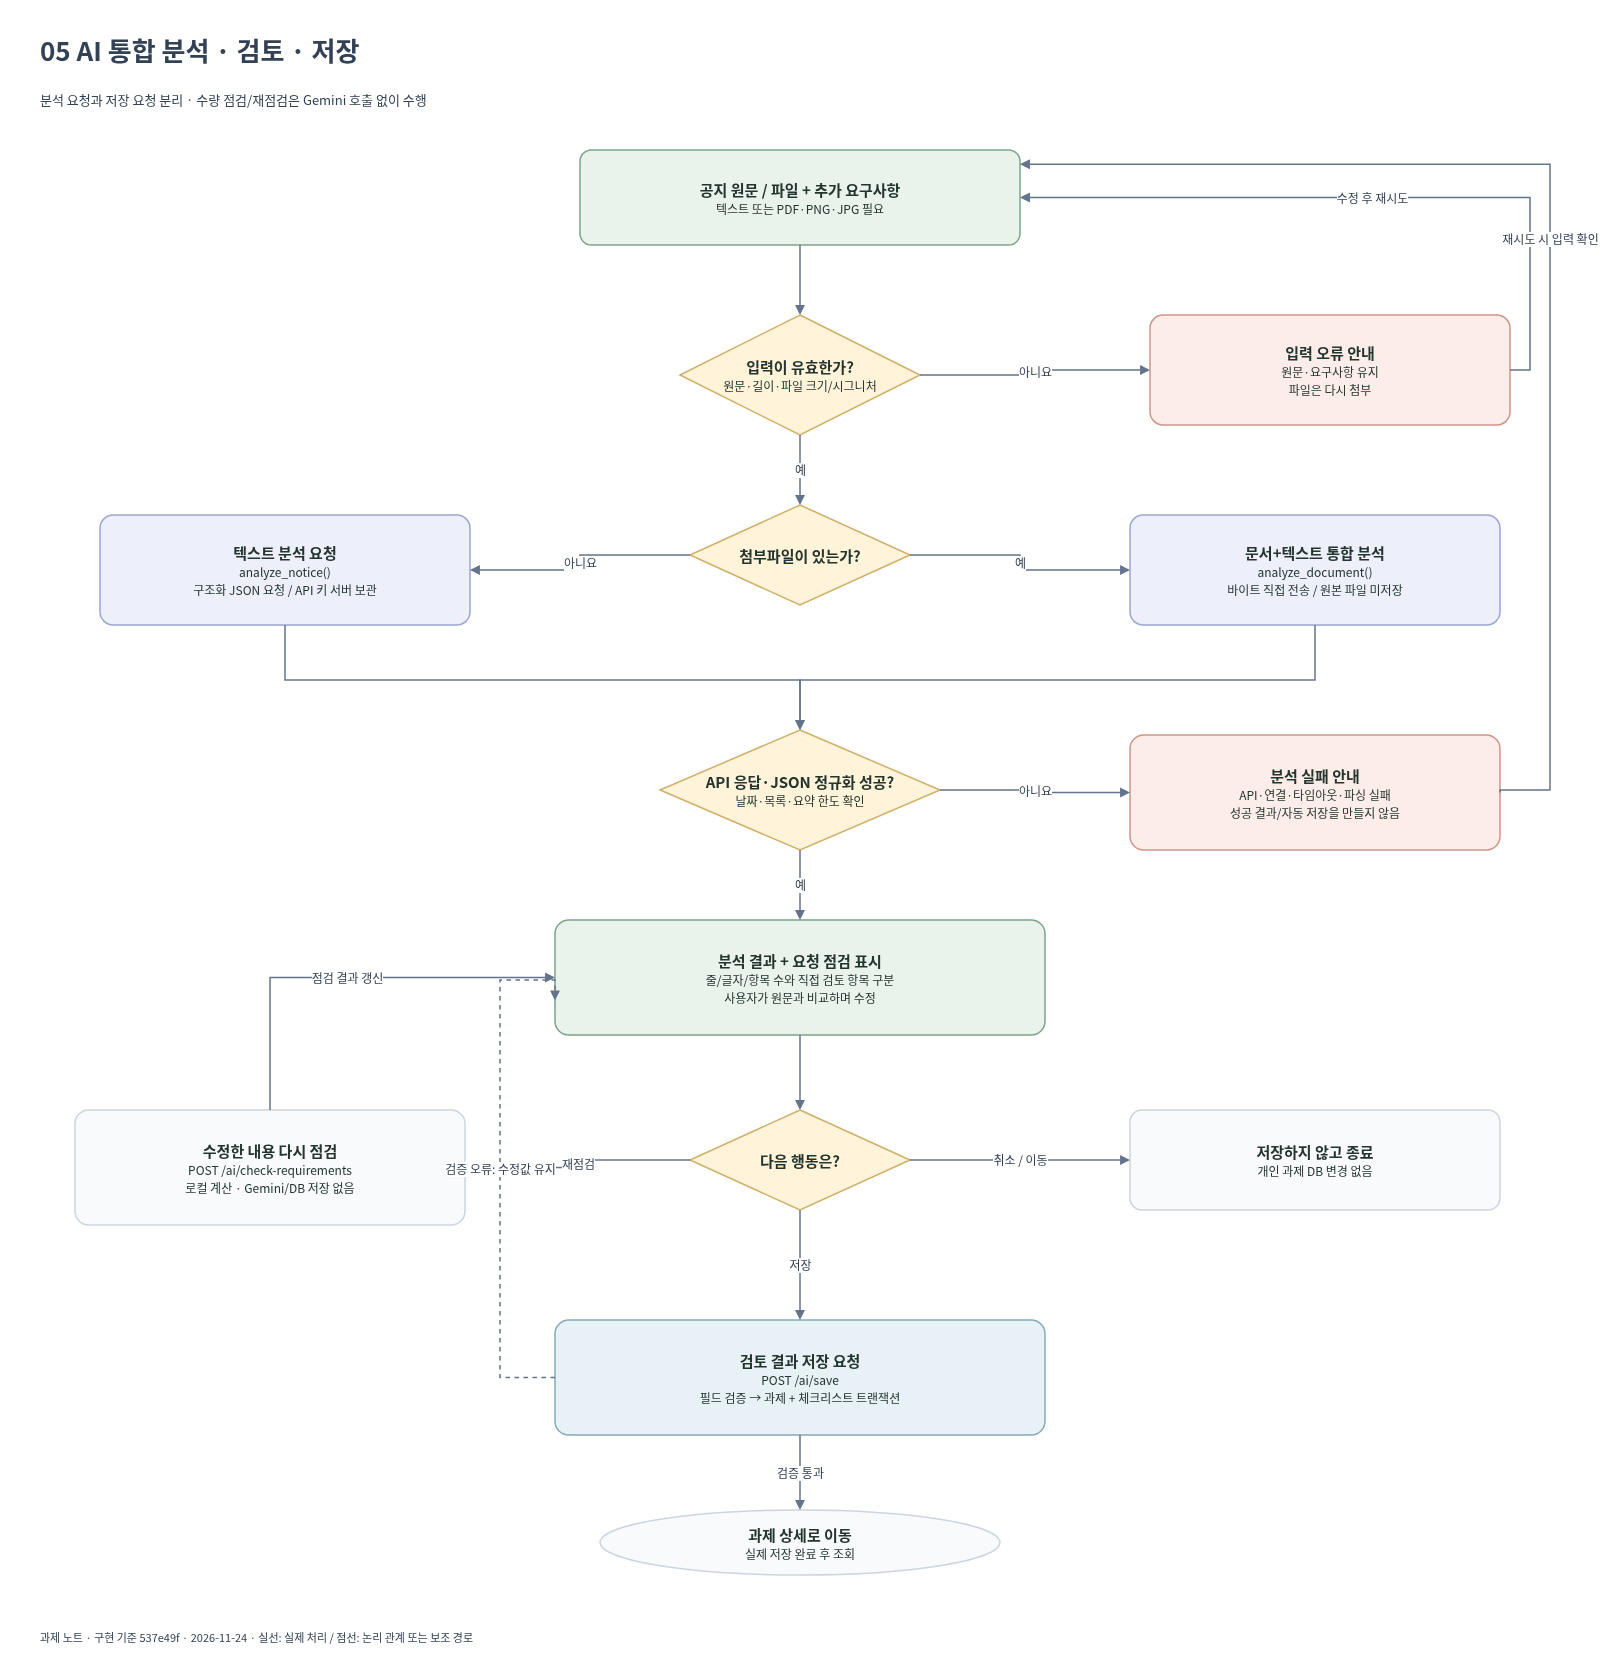 05 AI 통합 분석 · 검토 · 저장
분석 요청과 저장 요청 분리 · 수량 점검/재점검은 Gemini 호출 없이 수행
공지 원문 / 파일 + 추가 요구사항
텍스트 또는 PDF·PNG·JPG 필요
수정 후 재시도
재시도 시 입력 확인
입력이 유효한가?
원문·길이·파일 크기/시그니처
아니요
입력 오류 안내
원문·요구사항 유지
파일은 다시 첨부
예
텍스트 분석 요청
analyze_notice()
구조화 JSON 요청 / API 키 서버 보관
아니요
첨부파일이 있는가?
예
문서+텍스트 통합 분석
analyze_document()
바이트 직접 전송 / 원본 파일 미저장
API 응답·JSON 정규화 성공?
날짜·목록·요약 한도 확인
아니요
분석 실패 안내
API·연결·타임아웃·파싱 실패
성공 결과/자동 저장을 만들지 않음
예
분석 결과 + 요청 점검 표시
줄/글자/항목 수와 직접 검토 항목 구분
사용자가 원문과 비교하며 수정
점검 결과 갱신
수정한 내용 다시 점검
POST /ai/check-requirements
로컬 계산 · Gemini/DB 저장 없음
검증 오류: 수정값 유지
재점검
다음 행동은?
취소 / 이동
저장하지 않고 종료
개인 과제 DB 변경 없음
저장
검토 결과 저장 요청
POST /ai/save
필드 검증 → 과제 + 체크리스트 트랜잭션
검증 통과
과제 상세로 이동
실제 저장 완료 후 조회
과제 노트 · 구현 기준 537e49f · 2026-11-24 · 실선: 실제 처리 / 점선: 논리 관계 또는 보조 경로